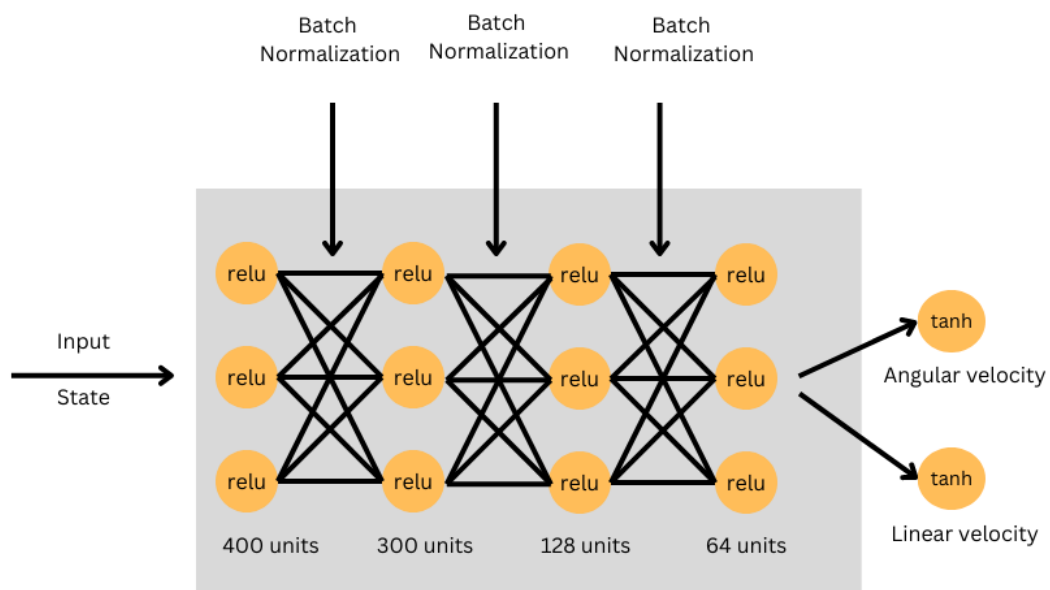 Batch
Normalization
Batch
Normalization
Batch
Normalization
Input
State
relu
relu
relu
relu
relu
relu
relu
relu
relu
relu
relu
relu
400 units
300 units
128 units
64 units
tanh
Angular velocity
tanh
Linear velocity